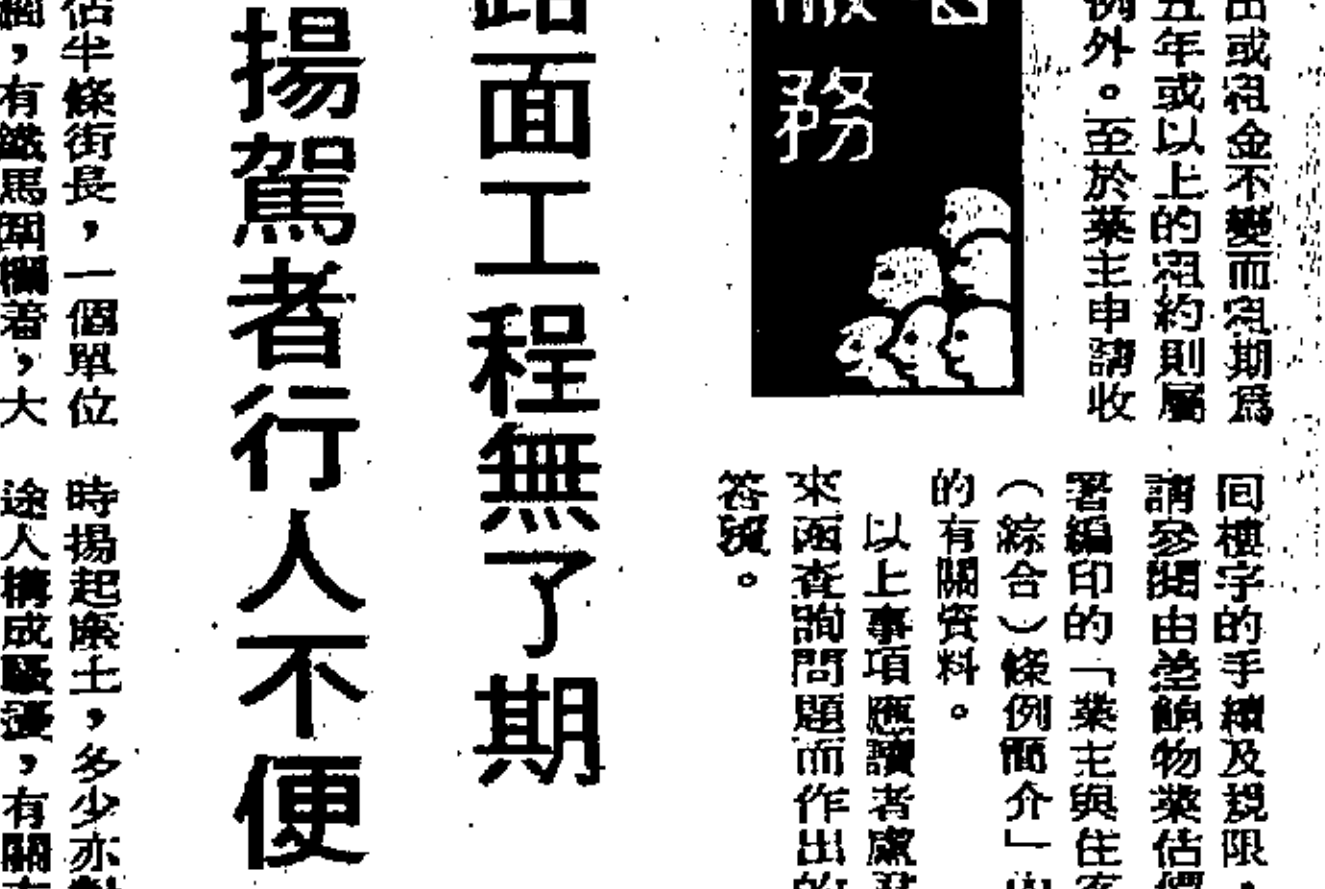 出或租金不變而租期爲
五年或以上的租約則屬
例外。至於業主申請收
回樓宇的手續及規限,
請參閱由差餉物業估價
署編印的「業主與住客
(綜合)條例簡介」內
的有關資料。
以上事項應讀者
來函查詢問題而作出的
答覆。
務
路面工程無了期
揚駕者行人不便
佔半條街長,一個單位
,有鐵馬圍欄着,大
時揚起塵土,多少亦對
途人構成騷擾,有關